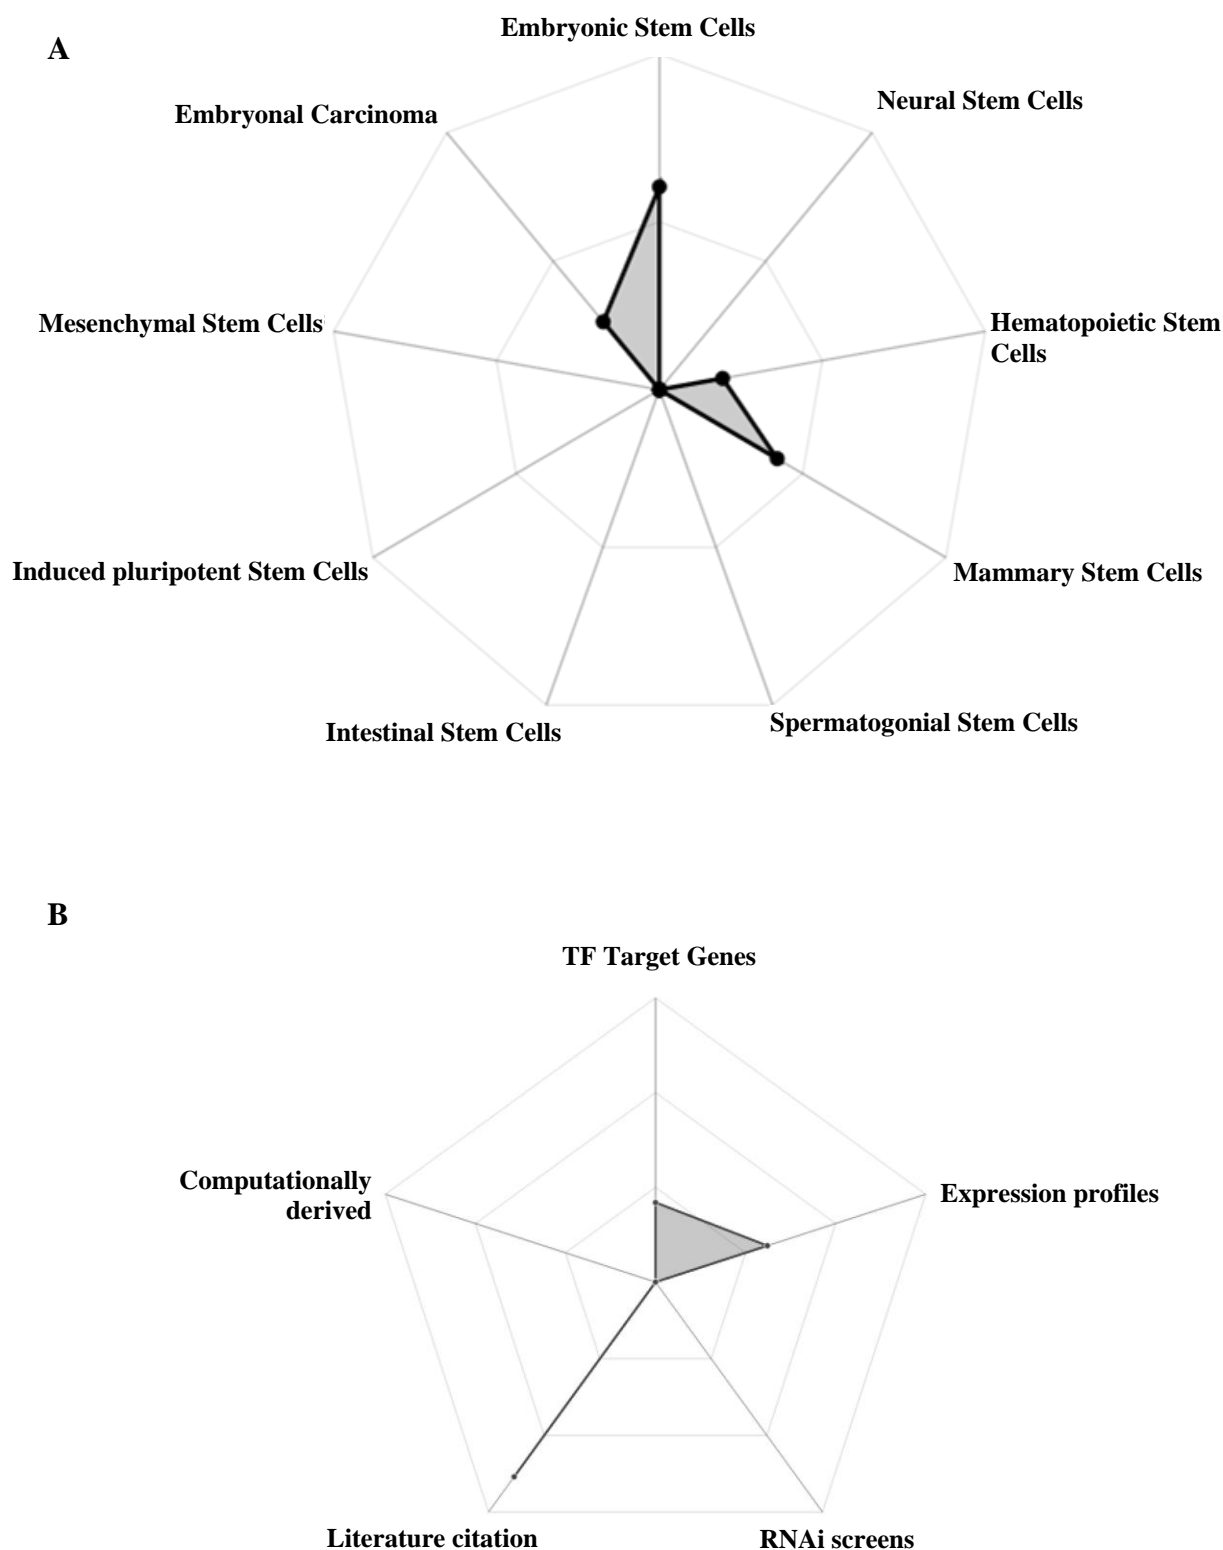 A
Embryonic Stem Cells
Neural Stem Cells
Embryonal Carcinoma
Mesenchymal Stem Cells
Hematopoietic Stem
Cells
Induced pluripotent Stem Cells
Mammary Stem Cells
Intestinal Stem Cells
Spermatogonial Stem Cells
B
TF Target Genes
Computationally
derived
Expression profiles
Literature citation
RNAi screens